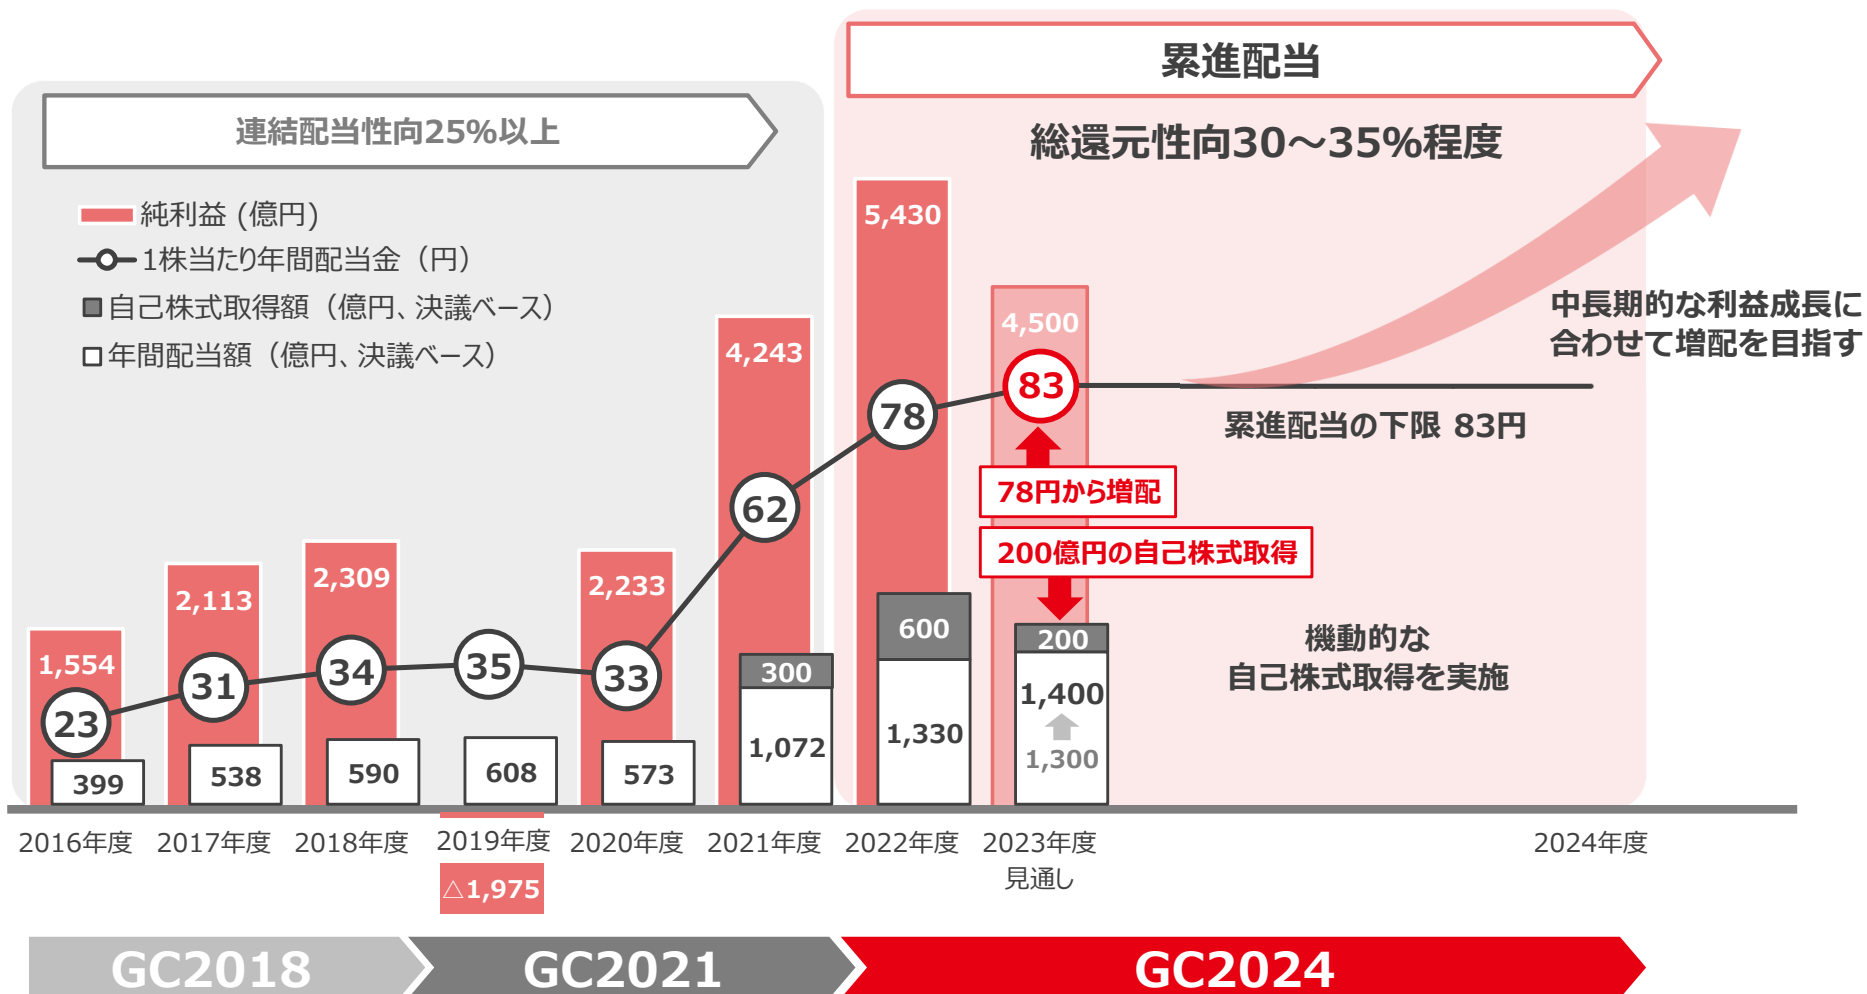 累進配当
連結配当性向25%以上
総還元性向30～35%程度
純利益 (億円)
1株当たり年間配当金（円）
自己株式取得額（億円、決議ベース）
年間配当額（億円、決議ベース）
中長期的な利益成長に
合わせて増配を目指す
累進配当の下限 83円
78円から増配
200億円の自己株式取得
機動的な
自己株式取得を実施
1,554
2,113
2,309
2,233
4,243
5,430
4,500
23
31
34
35
33
62
78
83
300
600
200
399
538
590
608
573
1,072
1,330
1,400
1,300
2016年度
2017年度
2018年度
2019年度
2020年度
2021年度
2022年度
2023年度
見通し
2024年度
△1,975
GC2018
GC2021
GC2024